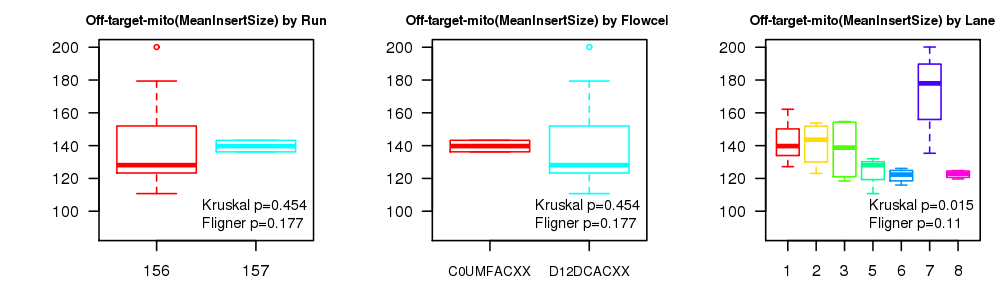 Off-target-mito(MeanInsertSize) by Run
200
180
160
140
120
100
Kruskal p=0.454
Fligner p=0.177
156 157
Off-target-mito(MeanInsertSize) by Flowcel
200
180
160
140
120
100
Kruskal p=0.454
Fligner p=0.177
C0UMFACXX D12DCACXX
Off-target-mito(MeanInsertSize) by Lane
200
180
160
140
120
100
Kruskal p=0.015
Fligner p=0.11
1 2 3 5 6 7 8